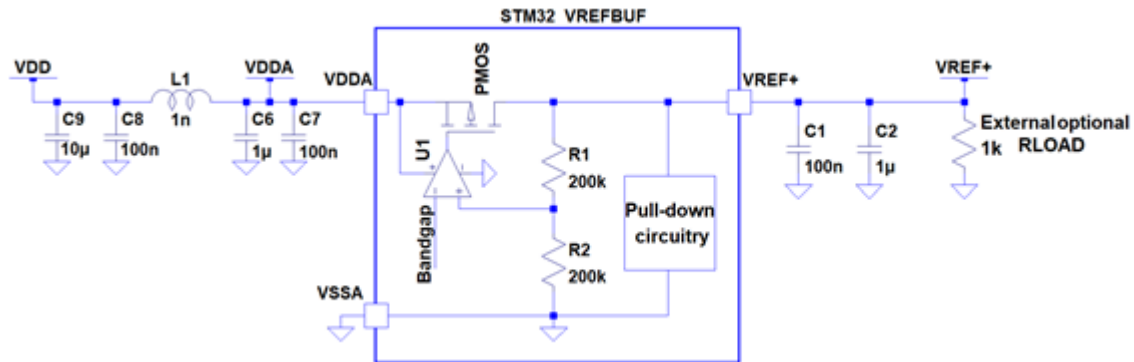 STM32 VREFBUF
VDD
L1
1n
VDDA
VDDA
PMOS
VREF+
VREF+
C9
10µ
C8
100n
C6
1µ
C7
100n
U1
+
-
-
+
Bandgap
R1
200k
R2
200k
Pull-down
circuitry
C1
100n
C2
1µ
External optional
RLOAD
1k
VSSA